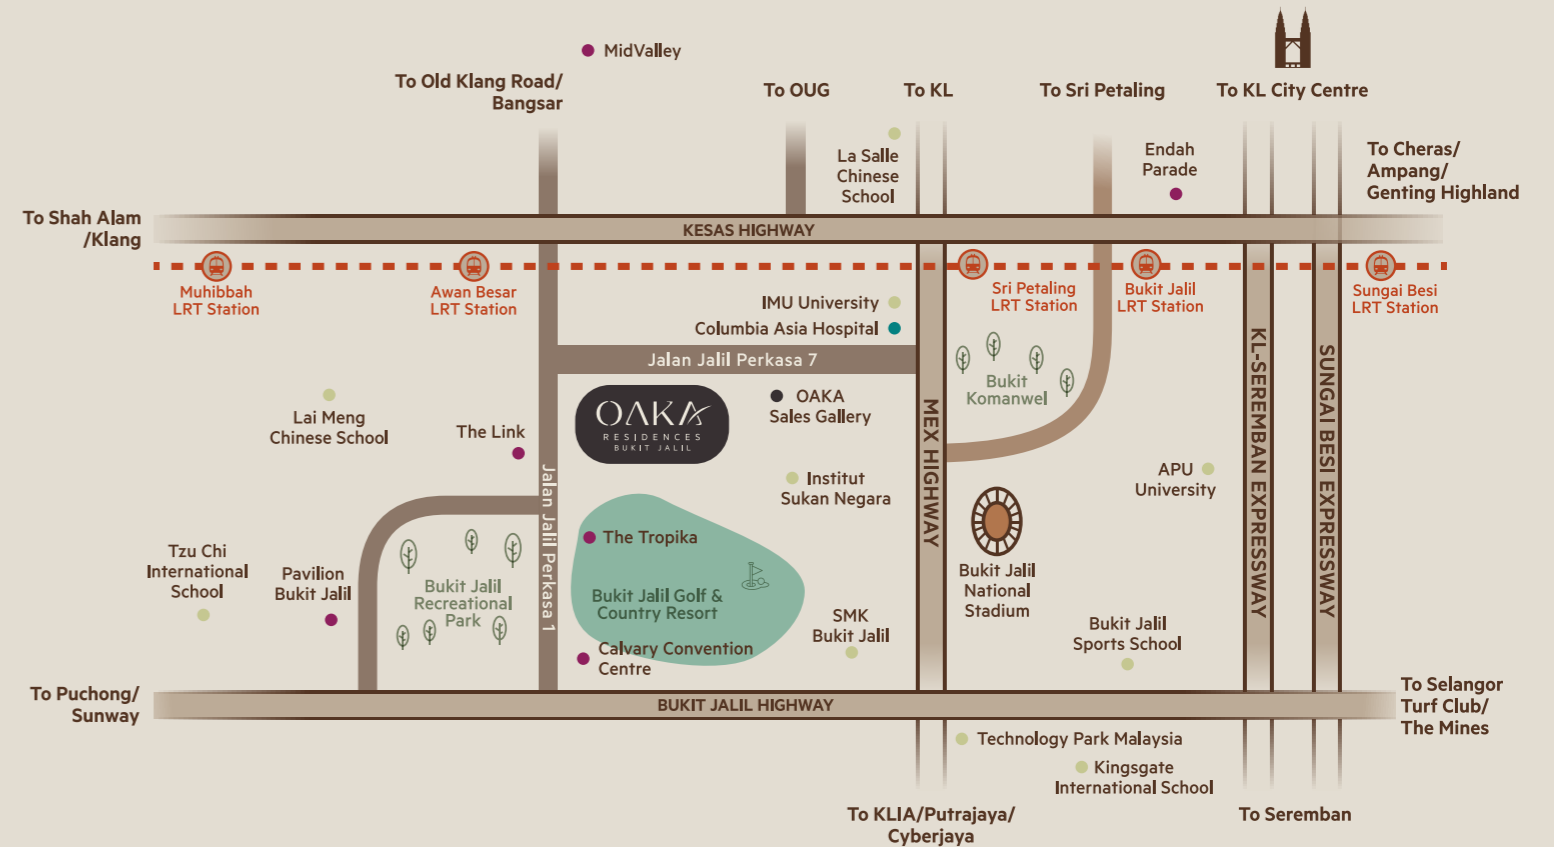 MidValley
To Old Klang Road/
Bangsar
To OUG
To KL
To Sri Petaling
To KL City Centre
La Salle
Chinese
School
Endah
Parade
To Cheras/
Ampang/
Genting Highland
To Shah Alam
/Klang
KESAS HIGHWAY
Muhibbah
LRT Station
Awan Besar
LRT Station
Sri Petaling
LRT Station
Bukit Jalil
LRT Station
Sungai Besi
LRT Station
IMU University
Columbia Asia Hospital
Jalan Jalil Perkasa 7
Bukit
Komanwel
Lai Meng
Chinese School
The Link
OAKA
RESIDENCES
BUKIT JALIL
OAKA
Sales Gallery
MEX HIGHWAY
KL-SEREMBAN EXPRESSWAY
SUNGAI BESI EXPRESSWAY
Jalan Jalil Perkasa 1
Institut
Sukan Negara
APU
University
Tzu Chi
International
School
Pavilion
Bukit Jalil
Bukit Jalil
Recreational
Park
The Tropika
Bukit Jalil Golf &
Country Resort
Calvary Convention
Centre
SMK
Bukit Jalil
Bukit Jalil
National
Stadium
Bukit Jalil
Sports School
To Puchong/
Sunway
BUKIT JALIL HIGHWAY
To Selangor
Turf Club/
The Mines
Technology Park Malaysia
Kingsgate
International School
To KLIA/Putrajaya/
Cyberjaya
To Seremban